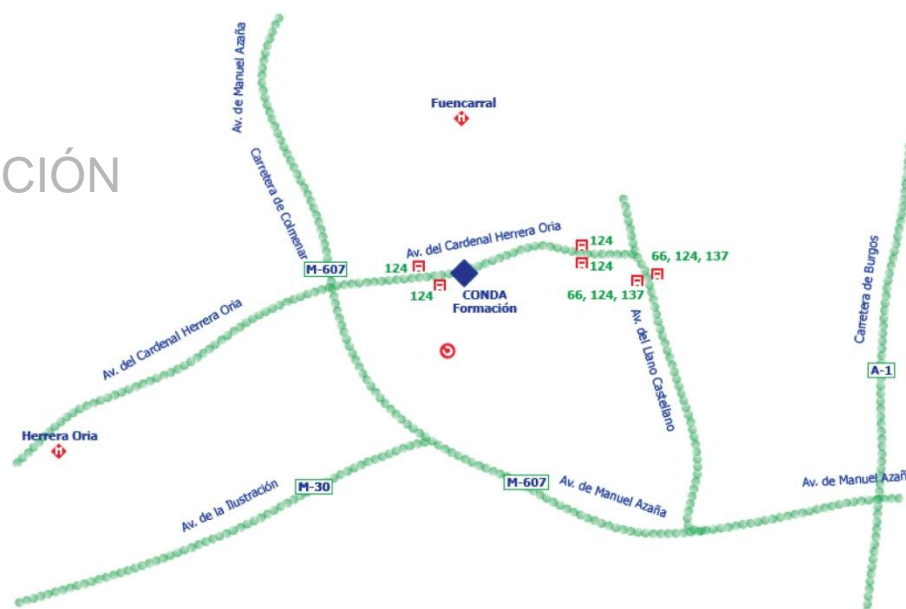 Av. de Manuel Azaña
Fuencarral
M
CIÓN
Carretera de Colmenar
Av. del Cardenal Herrera Oria
124
124
124
124
M-607
66, 124, 137
66, 124, 137
CONDA
Formación
Carretera de Burgos
Av. del Cardenal Herrera Oria
Av. del Llano Castellano
A-1
Herrera Oria
M
M-30
M-607
Av. de la Ilustración
Av. de Manuel Azaña
Av. de Manuel Azañ